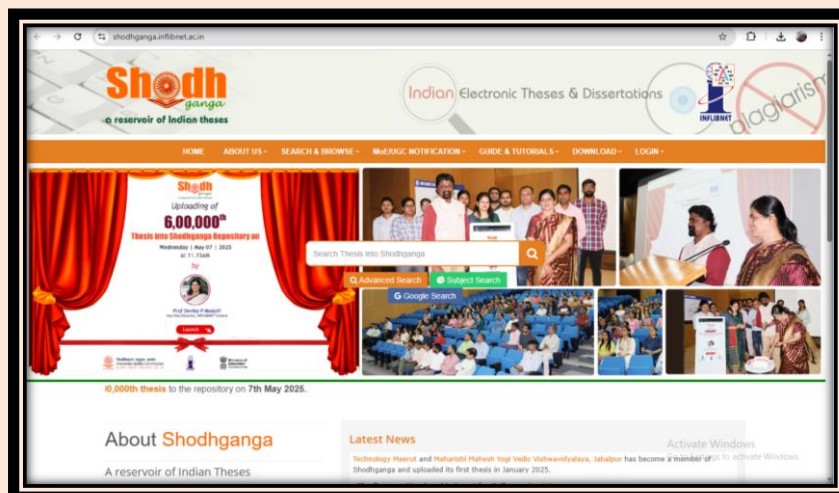 shodhganga.inflibnet.ac.in
Shodh
ganga
a reservoir of Indian theses
Indian Electronic Theses & Dissertations
INFLIBNET
plagiarism
HOME ABOUT US SEARCH & BROWSE MoE/UGC NOTIFICATION GUIDE & TUTORIALS DOWNLOAD LOGIN
Shodh
ganga
Uploading of
6,00,000th
Thesis into Shodhganga Repository on
Wednesday | May 07 | 2025
At 11.15AM
by
Prof Devika P Madalli
Launch
Search Thesis Into Shodhganga
Advanced Search Subject Search
G Google Search
0,000th thesis to the repository on 7th May 2025.
About Shodhganga
A reservoir of Indian Theses
Latest News
Technology Meerut and Maharishi Mahesh Yogi Vedic Vishwavidyalaya, Jabalpur has become a member of
Shodhganga and uploaded its first thesis in January 2025.
Activate Windows
to activate Windows.